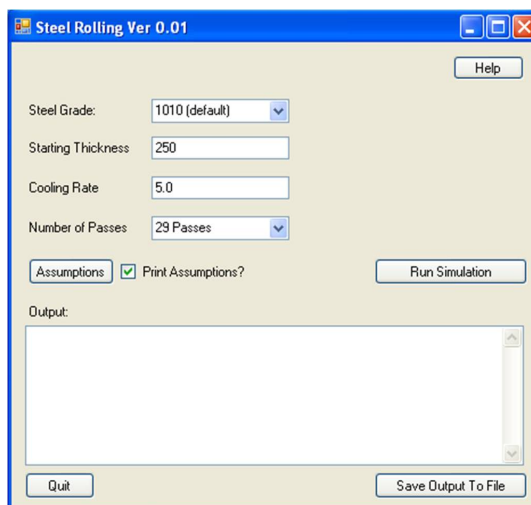 Steel Rolling Ver 0.01
Help
Steel Grade: 1010 (default)
Starting Thickness 250
Cooling Rate 5.0
Number of Passes 29 Passes
Assumptions Print Assumptions? Run Simulation
Output:
Quit Save Output To File